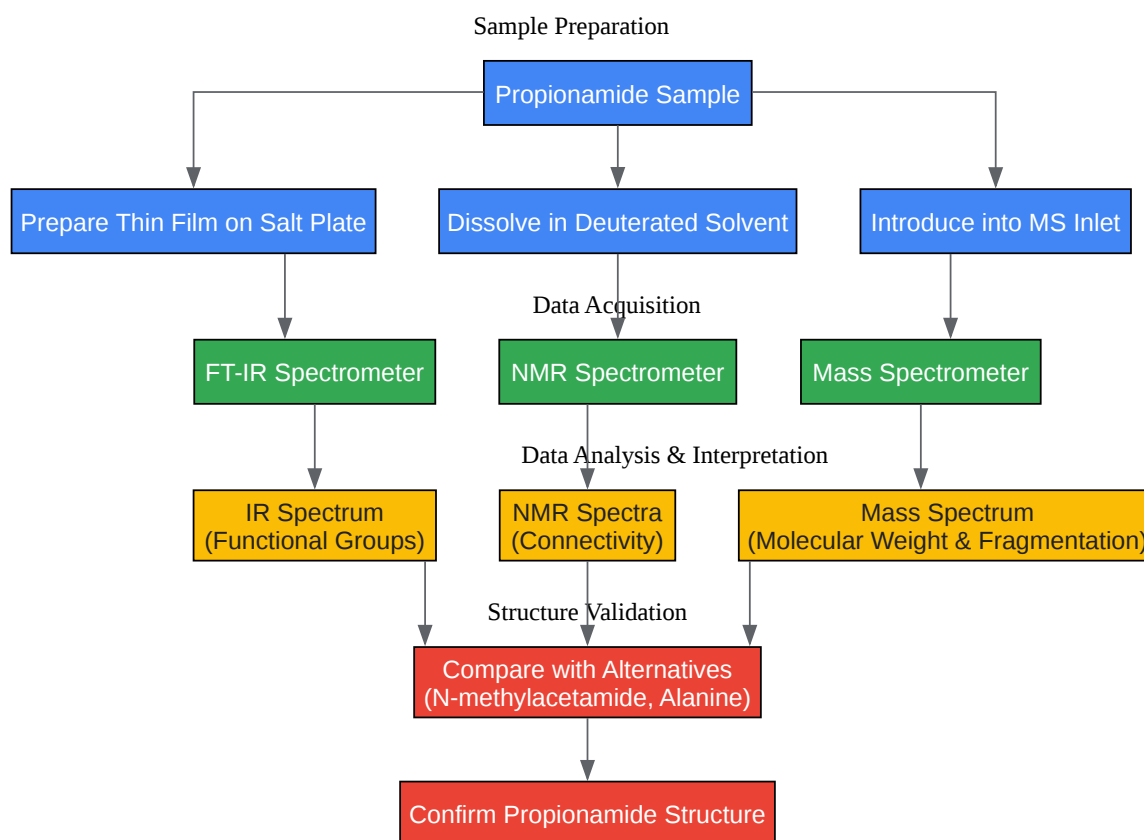 Sample Preparation
Propionamide Sample
Prepare Thin Film on Salt Plate
Dissolve in Deuterated Solvent
Introduce into MS Inlet
Data Acquisition
FT-IR Spectrometer
NMR Spectrometer
Mass Spectrometer
Data Analysis & Interpretation
IR Spectrum
(Functional Groups)
NMR Spectra
(Connectivity)
Mass Spectrum
(Molecular Weight & Fragmentation)
Structure Validation
Compare with Alternatives
(N-methylacetamide, Alanine)
Confirm Propionamide Structure